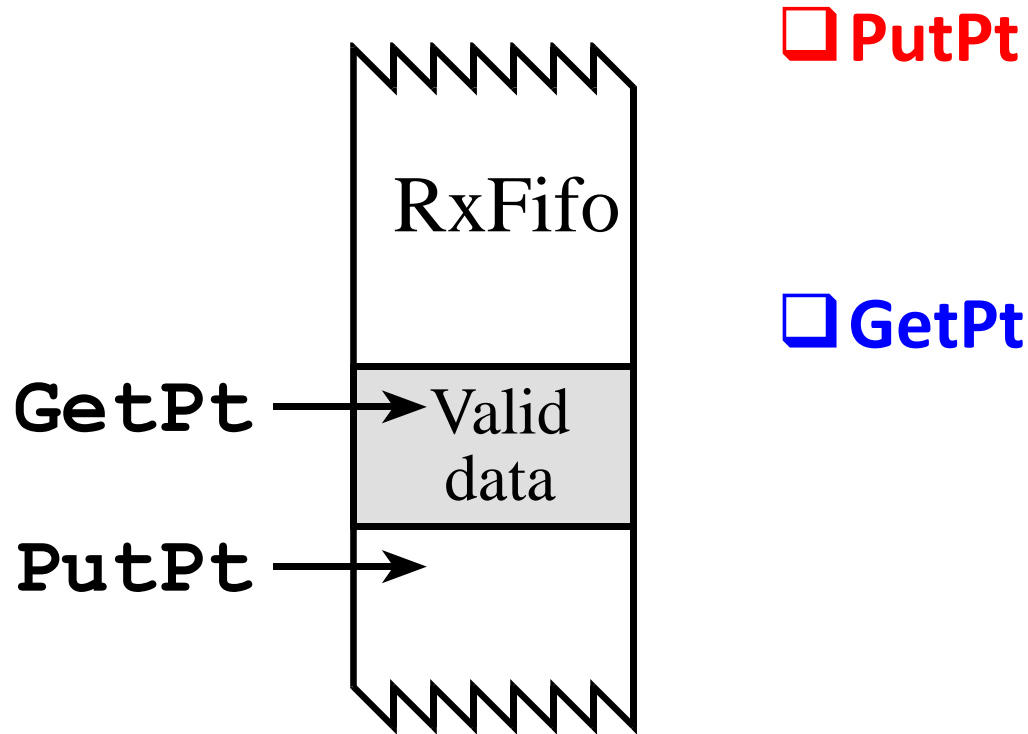 PutPt
RxFifo
GetPt
GetPt
Valid
data
PutPt